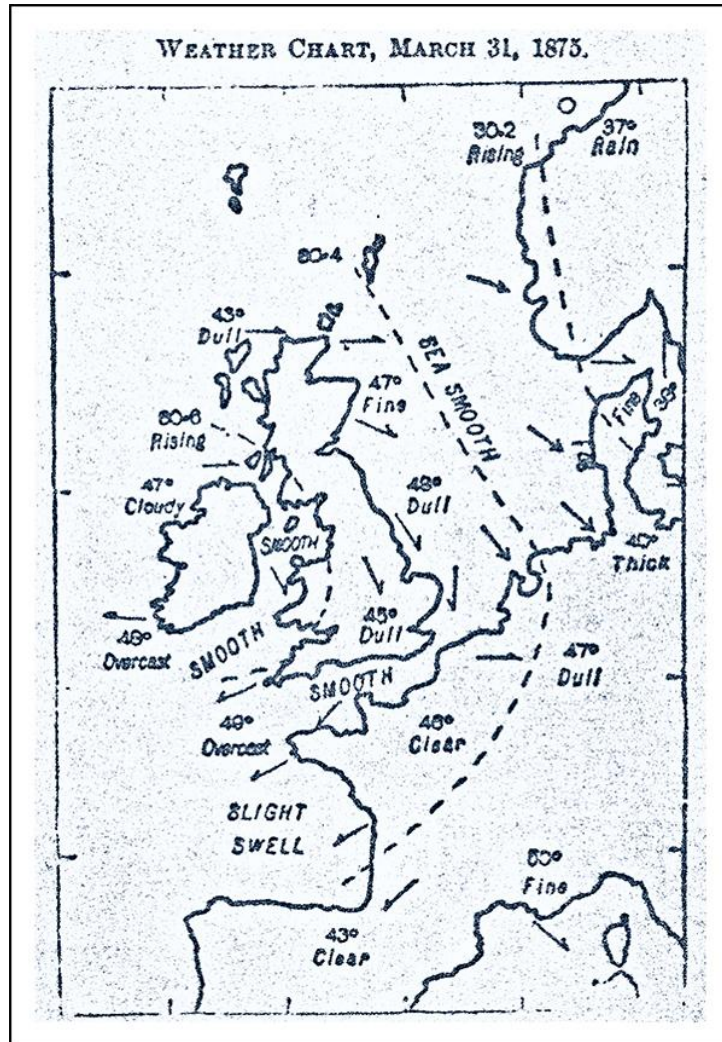 WEATHER CHART, MARCH 31, 1875.
30.2
Rising
37°
Rain
30.4
43°
Dull
SEA SMOOTH
47°
Fine
Fine
39°
30.6
Rising
47°
Cloudy
48°
Dull
SMOOTH
Thick
45°
Dull
48°
Overcast
SMOOTH
47°
Dull
SMOOTH
49°
Overcast
46°
Clear
SLIGHT
SWELL
50°
Fine
43°
Clear